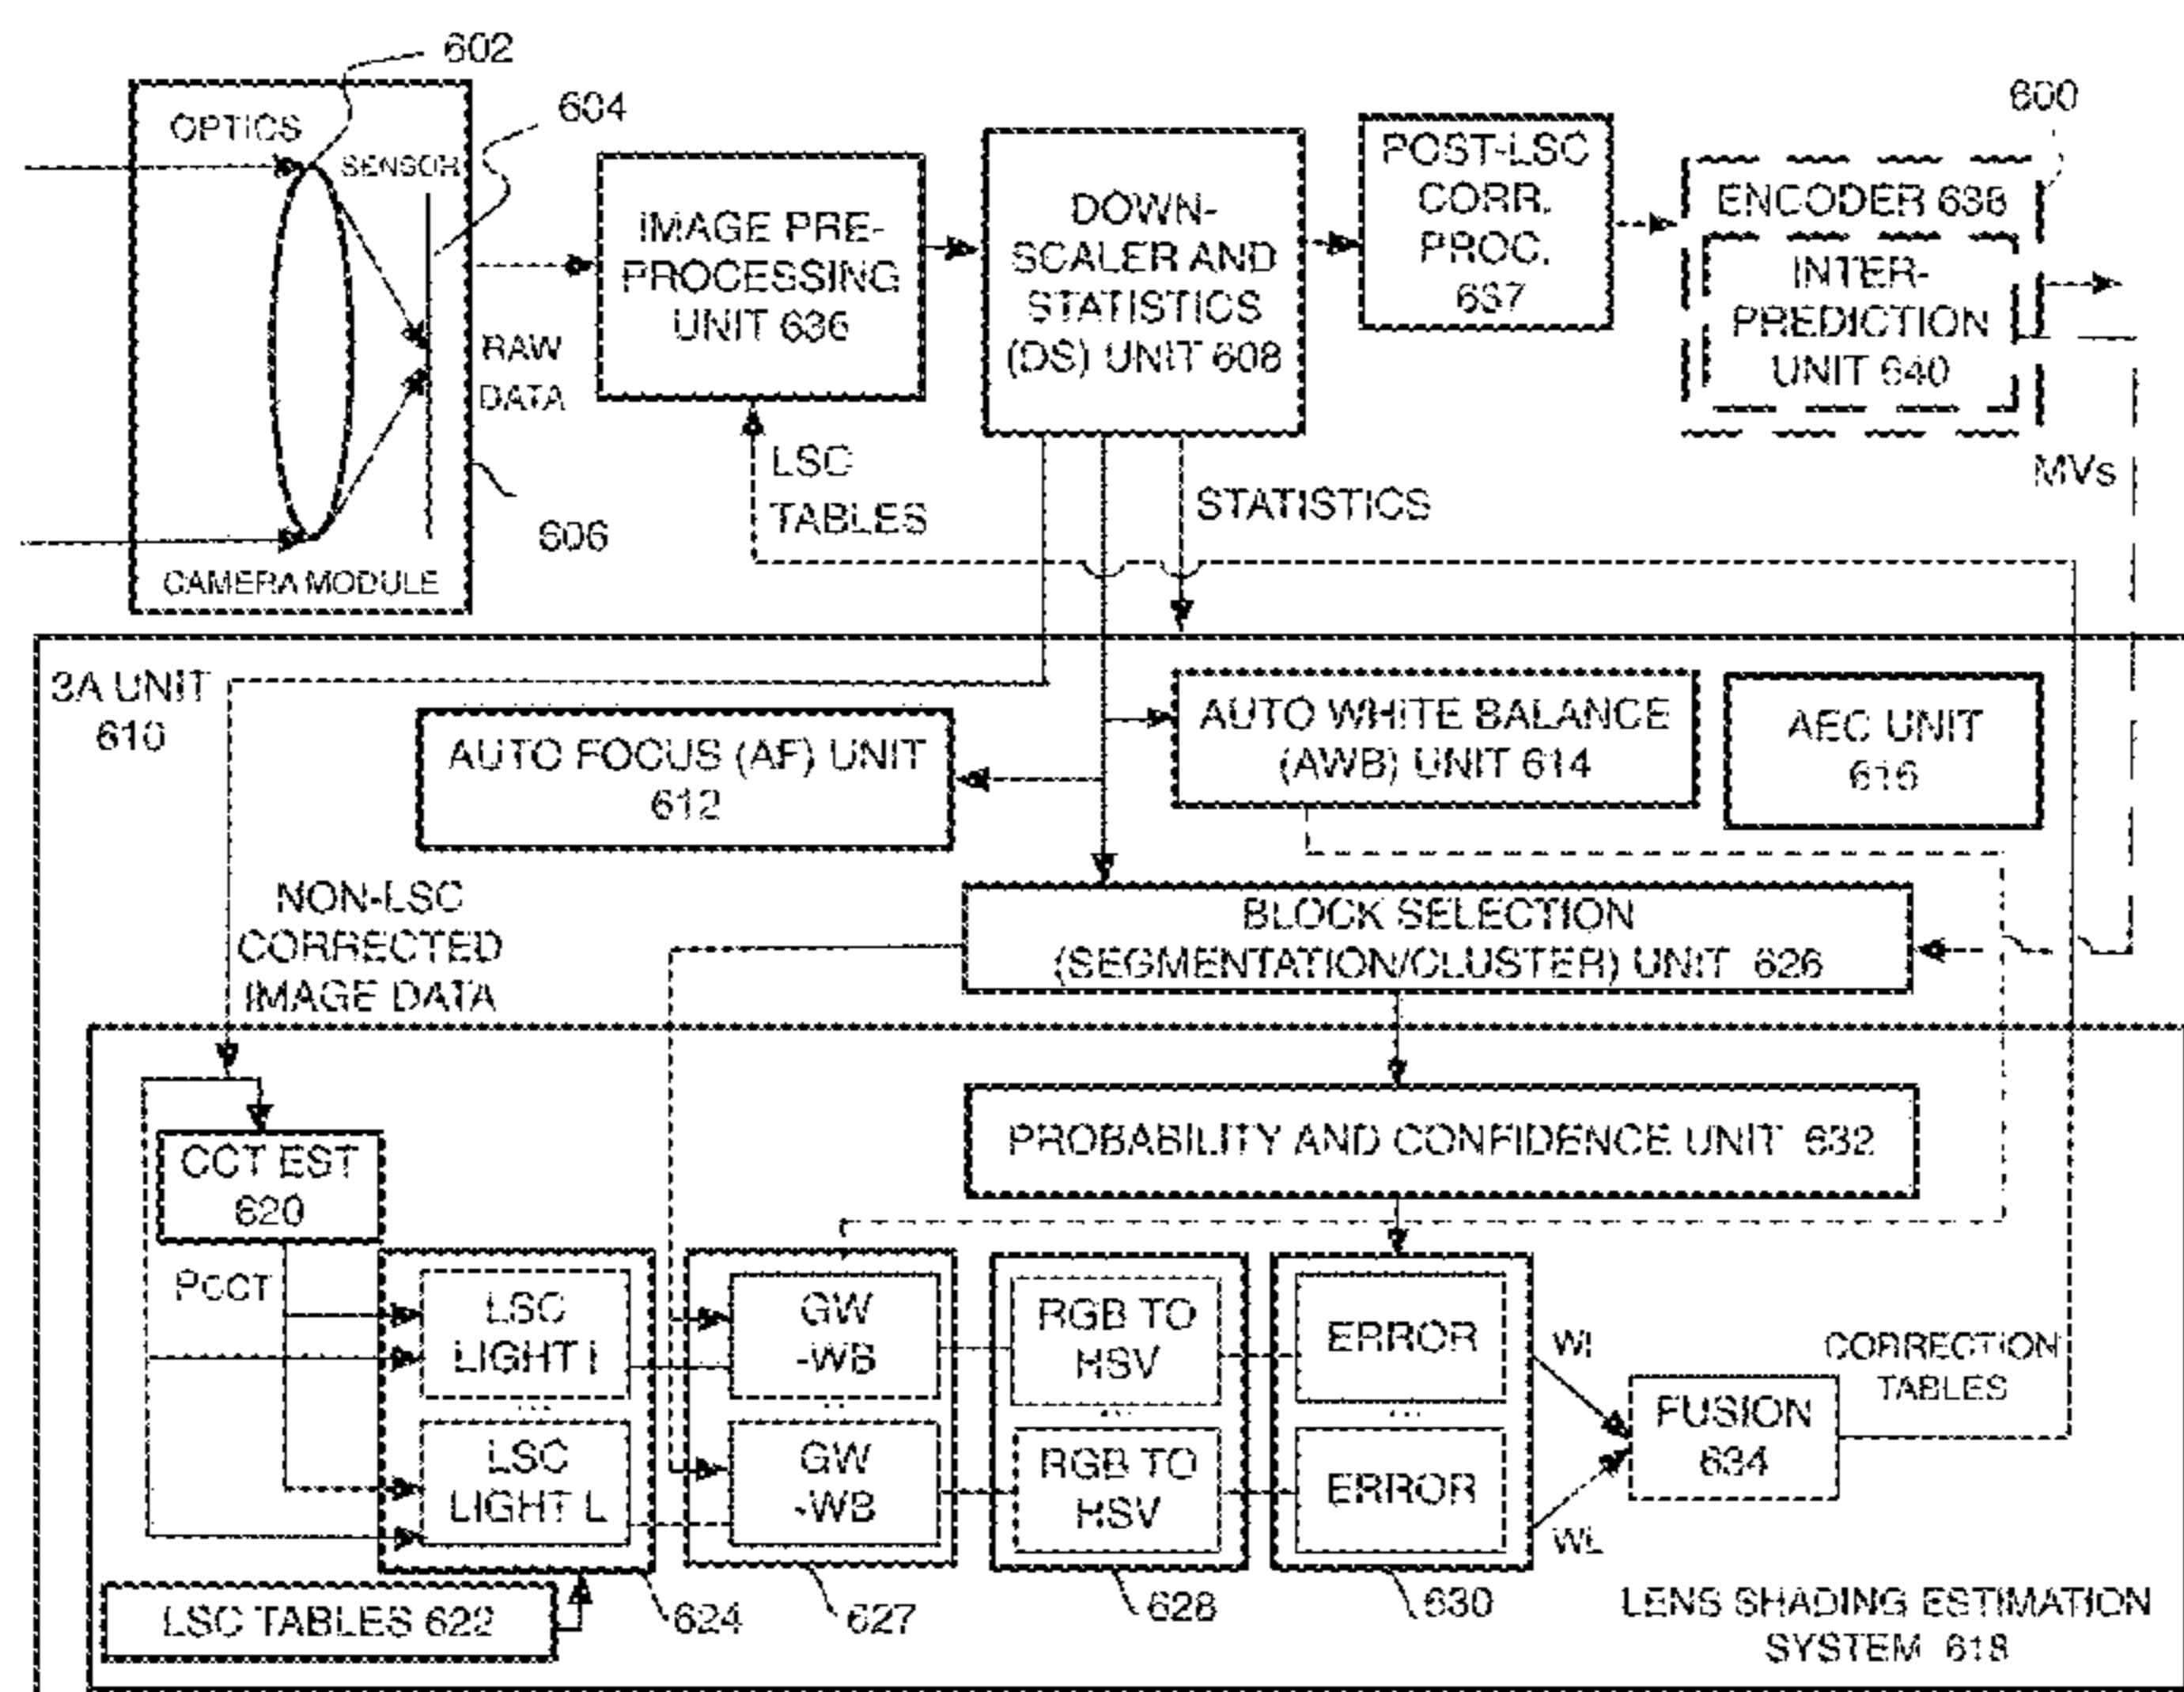 602
600
604
OPTICS
SENSOR
RAW
DATA
606
CAMERA MODULE
IMAGE PRE-
PROCESSING
UNIT 636
DOWN-
SCALER AND
STATISTICS
(DS) UNIT 608
POST-LSC
CORR.
PROC.
637
ENCODER 638
INTER-
PREDICTION
UNIT 640
MVs
LSC
TABLES
STATISTICS
3A UNIT
610
AUTO FOCUS (AF) UNIT
612
AUTO WHITE BALANCE
(AWB) UNIT 614
AEC UNIT
616
NON-LSC
CORRECTED
IMAGE DATA
BLOCK SELECTION
(SEGMENTATION/CLUSTER) UNIT 626
PROBABILITY AND CONFIDENCE UNIT 632
CCT EST
620
PCCT
LSC
LIGHT I
...
LSC
LIGHT L
GW
-WB
...
GW
-WB
RGB TO
HSV
...
RGB TO
HSV
ERROR
...
ERROR
WI
WL
FUSION
634
CORRECTION
TABLES
LSC TABLES 622
624
627
628
630
LENS SHADING ESTIMATION
SYSTEM 618